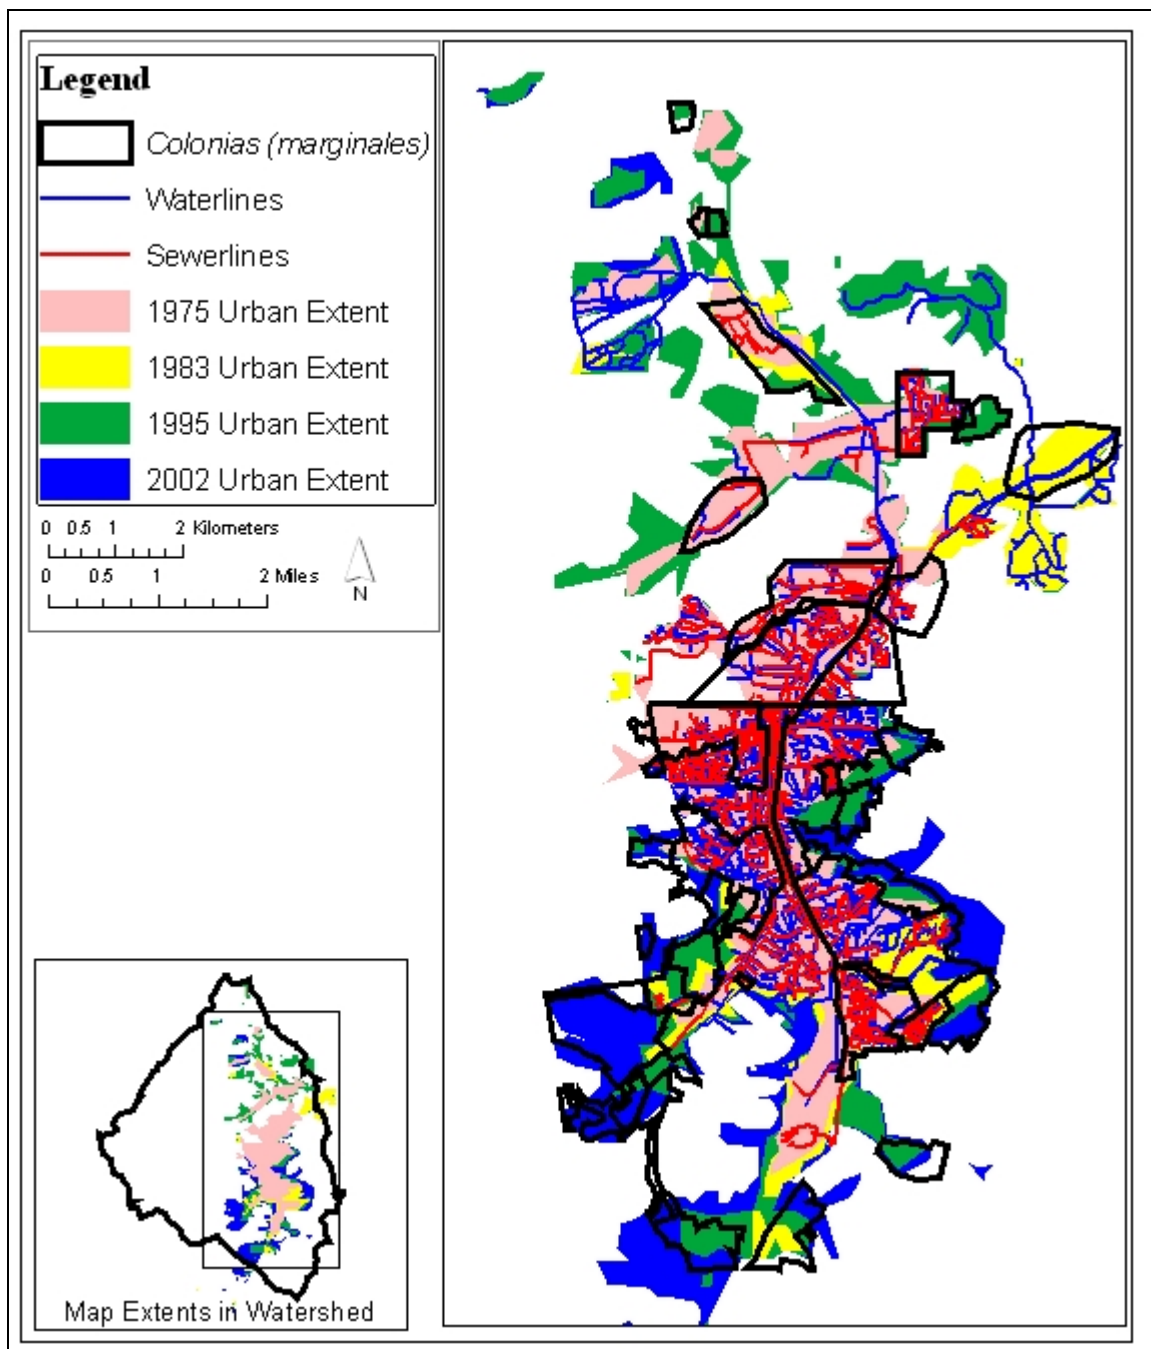 Legend
Colonias (marginales)
Waterlines
Sewerlines
1975 Urban Extent
1983 Urban Extent
1995 Urban Extent
2002 Urban Extent
0 0.5 1 2 Kilometers
0 0.5 1 2 Miles
N
Map Extents in Watershed